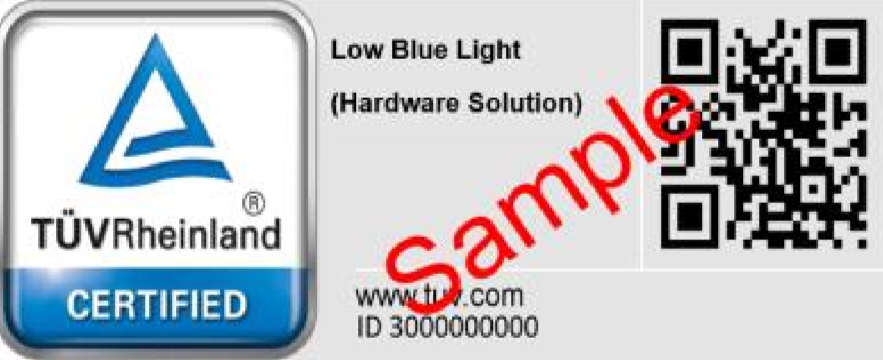 TÜVRheinland
®
CERTIFIED
Low Blue Light
(Hardware Solution)
Sample
www.tuv.com
ID 3000000000